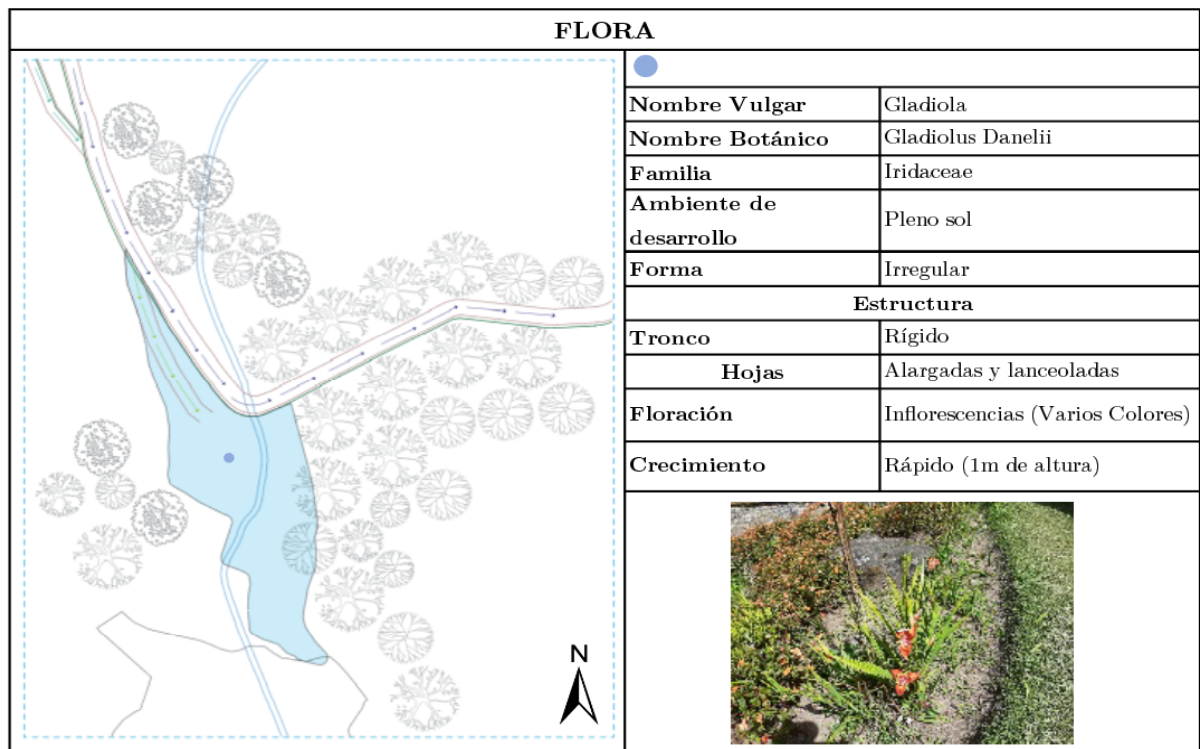 FLORA
Nombre Vulgar
Gladiola
Nombre Botánico
Gladiolus Danelii
Familia
Iridaceae
Ambiente de
desarrollo
Pleno sol
Forma
Irregular
Estructura
Tronco
Rígido
Hojas
Alargadas y lanceoladas
Floración
Inflorescencias (Varios Colores)
Crecimiento
Rápido (1m de altura)
N